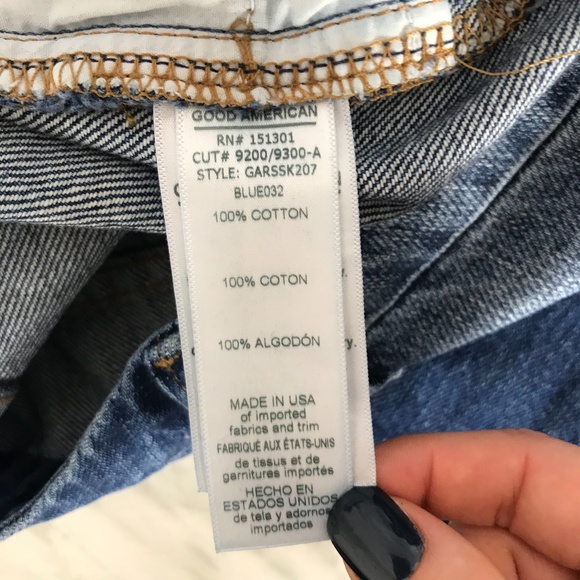 GOOD AMERICAN
RN# 151301
CUT# 9200/9300-A
STYLE: GARSSK207
BLUE032
100% COTTON
100% COTON
100% ALGODÓN
MADE IN USA
of imported
fabrics and trim
FABRIQUÉ AUX ÉTATS-UNIS
de tissus et de
garnitures importés
HECHO EN
ESTADOS UNIDOS
de tela y adornos
importados